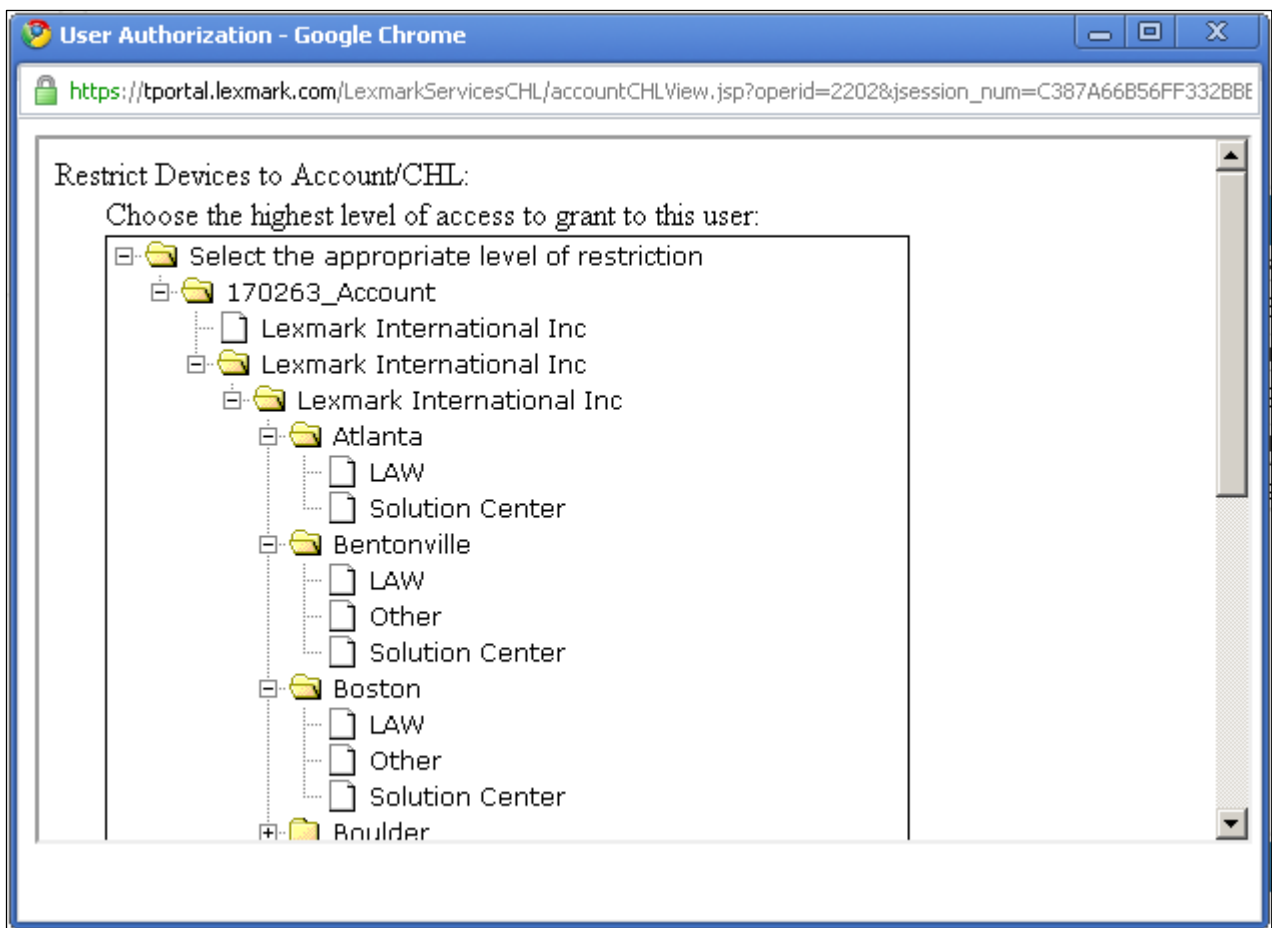 User Authorization - Google Chrome
https://tportal.lexmark.com/LexmarkServicesCHL/accountCHLView.jsp?operid=2202&jsession_num=C387A66B56FF332BBE
Restrict Devices to Account/CHL:
Choose the highest level of access to grant to this user:
Select the appropriate level of restriction
170263_Account
Lexmark International Inc
Lexmark International Inc
Lexmark International Inc
Atlanta
LAW
Solution Center
Bentonville
LAW
Other
Solution Center
Boston
LAW
Other
Solution Center
Boulder